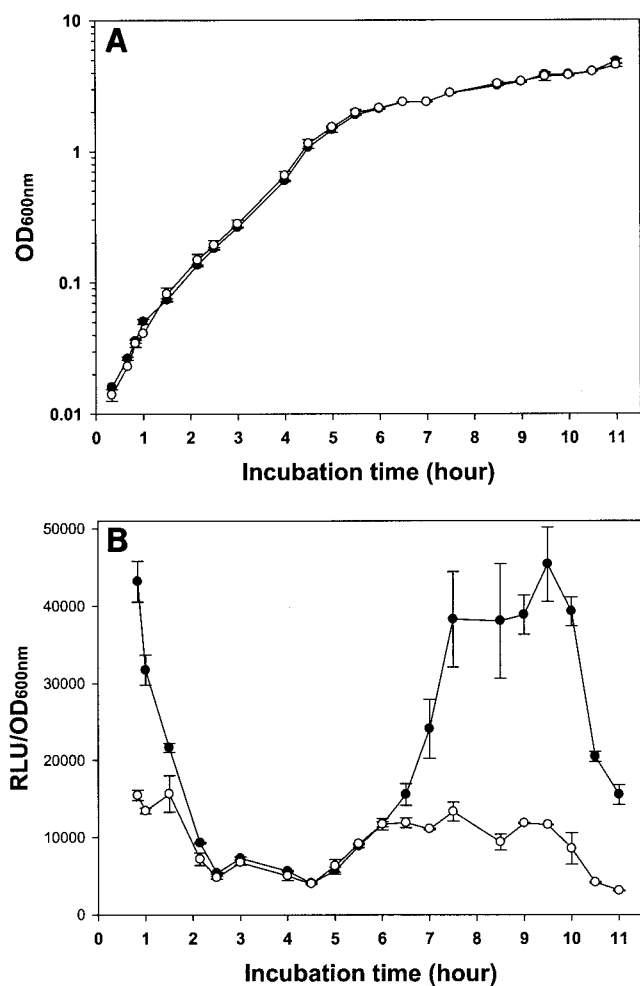 A
10
1
0.1
0.01
OD600nm
0 1 2 3 4 5 6 7 8 9 10 11
Incubation time (hour)
B
50000
40000
30000
20000
10000
0
RLU/OD600nm
0 1 2 3 4 5 6 7 8 9 10 11
Incubation time (hour)